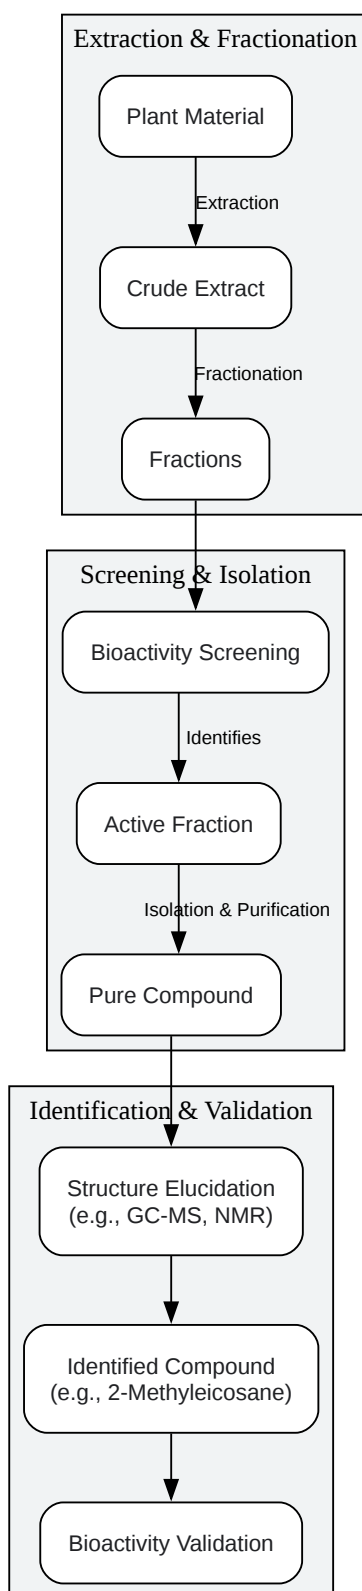 Extraction & Fractionation
Plant Material
Extraction
Crude Extract
Fractionation
Fractions
Screening & Isolation
Bioactivity Screening
Identifies
Active Fraction
Isolation & Purification
Pure Compound
Identification & Validation
Structure Elucidation
(e.g., GC-MS, NMR)
Identified Compound
(e.g., 2-Methyleicosane)
Bioactivity Validation